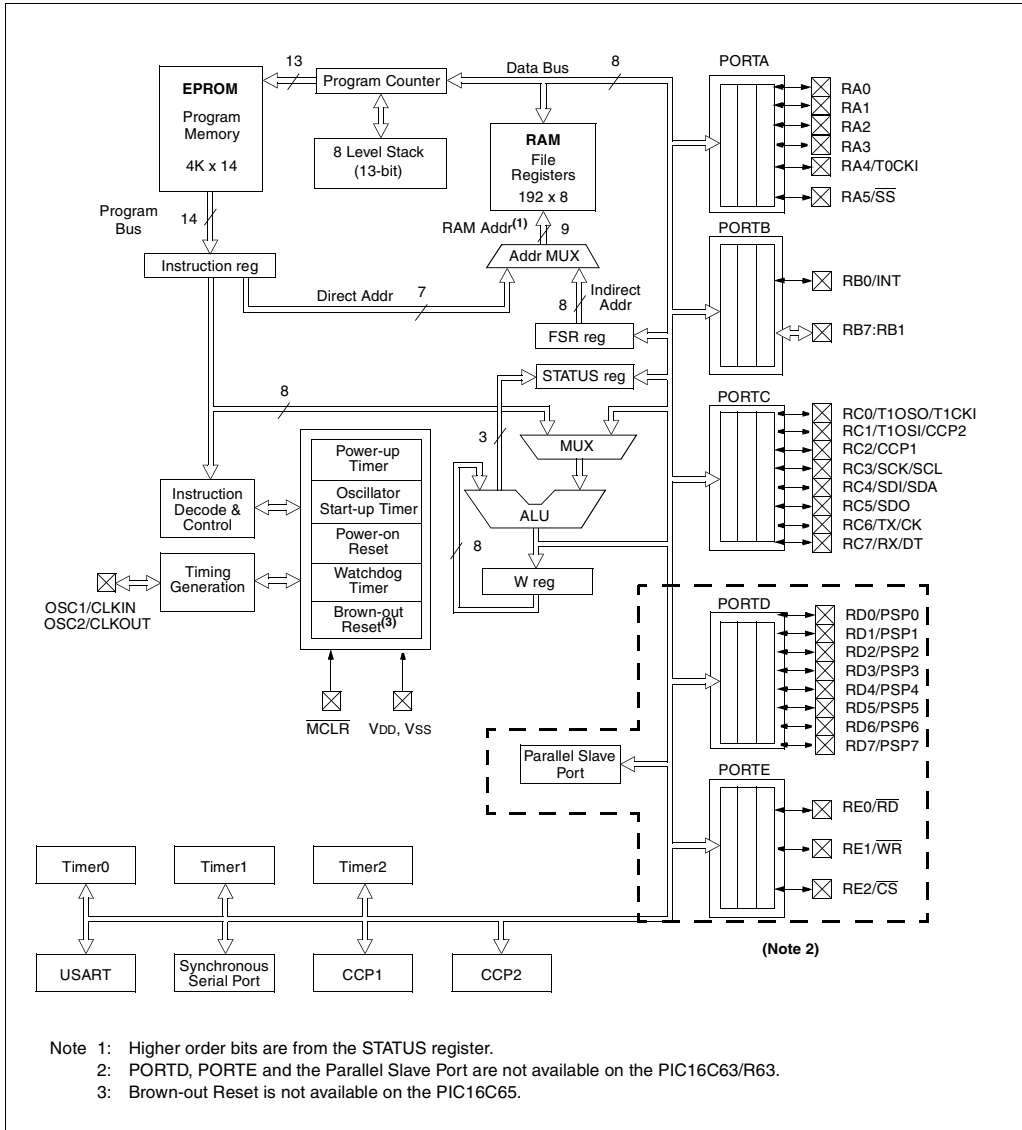 EPROM
Program
Memory
4K x 14
13
Program Counter
8 Level Stack
(13-bit)
Data Bus
8
RAM
File
Registers
192 x 8
Program
Bus
14
RAM Addr(1)
9
Instruction reg
Addr MUX
Direct Addr
7
8
Indirect
Addr
FSR reg
STATUS reg
8
3
MUX
ALU
8
W reg
Power-up
Timer
Oscillator
Start-up Timer
Power-on
Reset
Watchdog
Timer
Brown-out
Reset(3)
Instruction
Decode &
Control
Timing
Generation
OSC1/CLKIN
OSC2/CLKOUT
MCLR
VDD, VSS
Parallel Slave
Port
PORTA
RA0
RA1
RA2
RA3
RA4/T0CKI
RA5/SS
PORTB
RB0/INT
RB7:RB1
PORTC
RC0/T1OSO/T1CKI
RC1/T1OSI/CCP2
RC2/CCP1
RC3/SCK/SCL
RC4/SDI/SDA
RC5/SDO
RC6/TX/CK
RC7/RX/DT
PORTD
RD0/PSP0
RD1/PSP1
RD2/PSP2
RD3/PSP3
RD4/PSP4
RD5/PSP5
RD6/PSP6
RD7/PSP7
PORTE
RE0/RD
RE1/WR
RE2/CS
(Note 2)
Timer0
Timer1
Timer2
USART
Synchronous
Serial Port
CCP1
CCP2
Note 1: Higher order bits are from the STATUS register.
2: PORTD, PORTE and the Parallel Slave Port are not available on the PIC16C63/R63.
3: Brown-out Reset is not available on the PIC16C65.